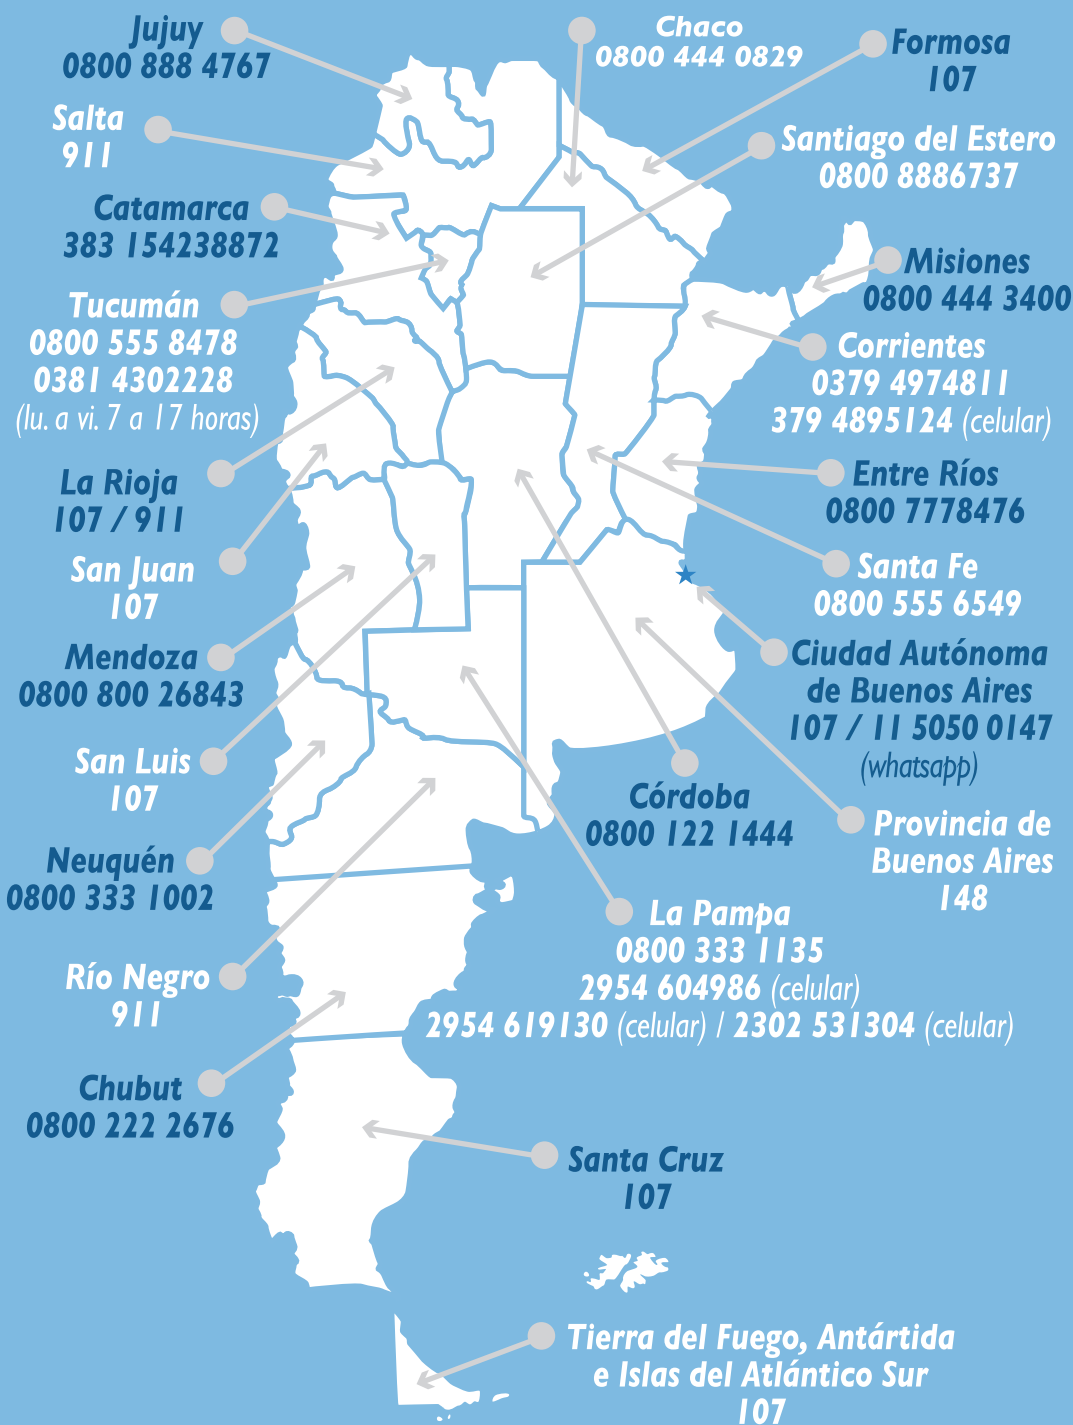 Jujuy
0800 888 4767
Salta
911
Catamarca
383 154238872
Tucumán
0800 555 8478
0381 4302228
(lu. a vi. 7 a 17 horas)
La Rioja
107 / 911
San Juan
107
Mendoza
0800 800 26843
San Luis
107
Neuquén
0800 333 1002
Río Negro
911
Chubut
0800 222 2676
Chaco
0800 444 0829
Formosa
107
Santiago del Estero
0800 8886737
Misiones
0800 444 3400
Corrientes
0379 4974811
379 4895124 (celular)
Entre Ríos
0800 7778476
Santa Fe
0800 555 6549
Ciudad Autónoma
de Buenos Aires
107 / 11 5050 0147
(whatsapp)
Córdoba
0800 122 1444
Provincia de
Buenos Aires
148
La Pampa
0800 333 1135
2954 604986 (celular)
2954 619130 (celular) / 2302 531304 (celular)
Santa Cruz
107
Tierra del Fuego, Antártida
e Islas del Atlántico Sur
107